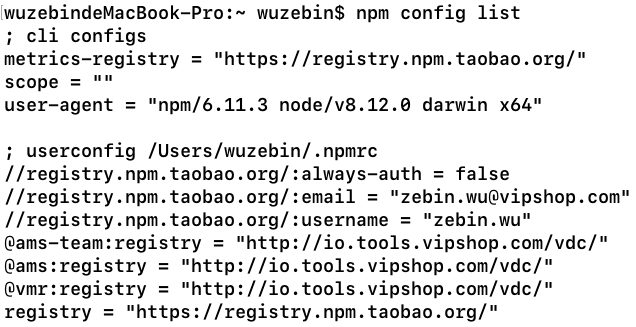 wuzebindeMacBook-Pro:~ wuzebin$ npm config list
; cli configs
metrics-registry = "https://registry.npm.taobao.org/"
scope = ""
user-agent = "npm/6.11.3 node/v8.12.0 darwin x64"

; userconfig /Users/wuzebin/.npmrc
//registry.npm.taobao.org/:always-auth = false
//registry.npm.taobao.org/:email = "zebin.wu@vipshop.com"
//registry.npm.taobao.org/:username = "zebin.wu"
@ams-team:registry = "http://io.tools.vipshop.com/vdc/"
@ams:registry = "http://io.tools.vipshop.com/vdc/"
@vmr:registry = "http://io.tools.vipshop.com/vdc/"
registry = "https://registry.npm.taobao.org/"